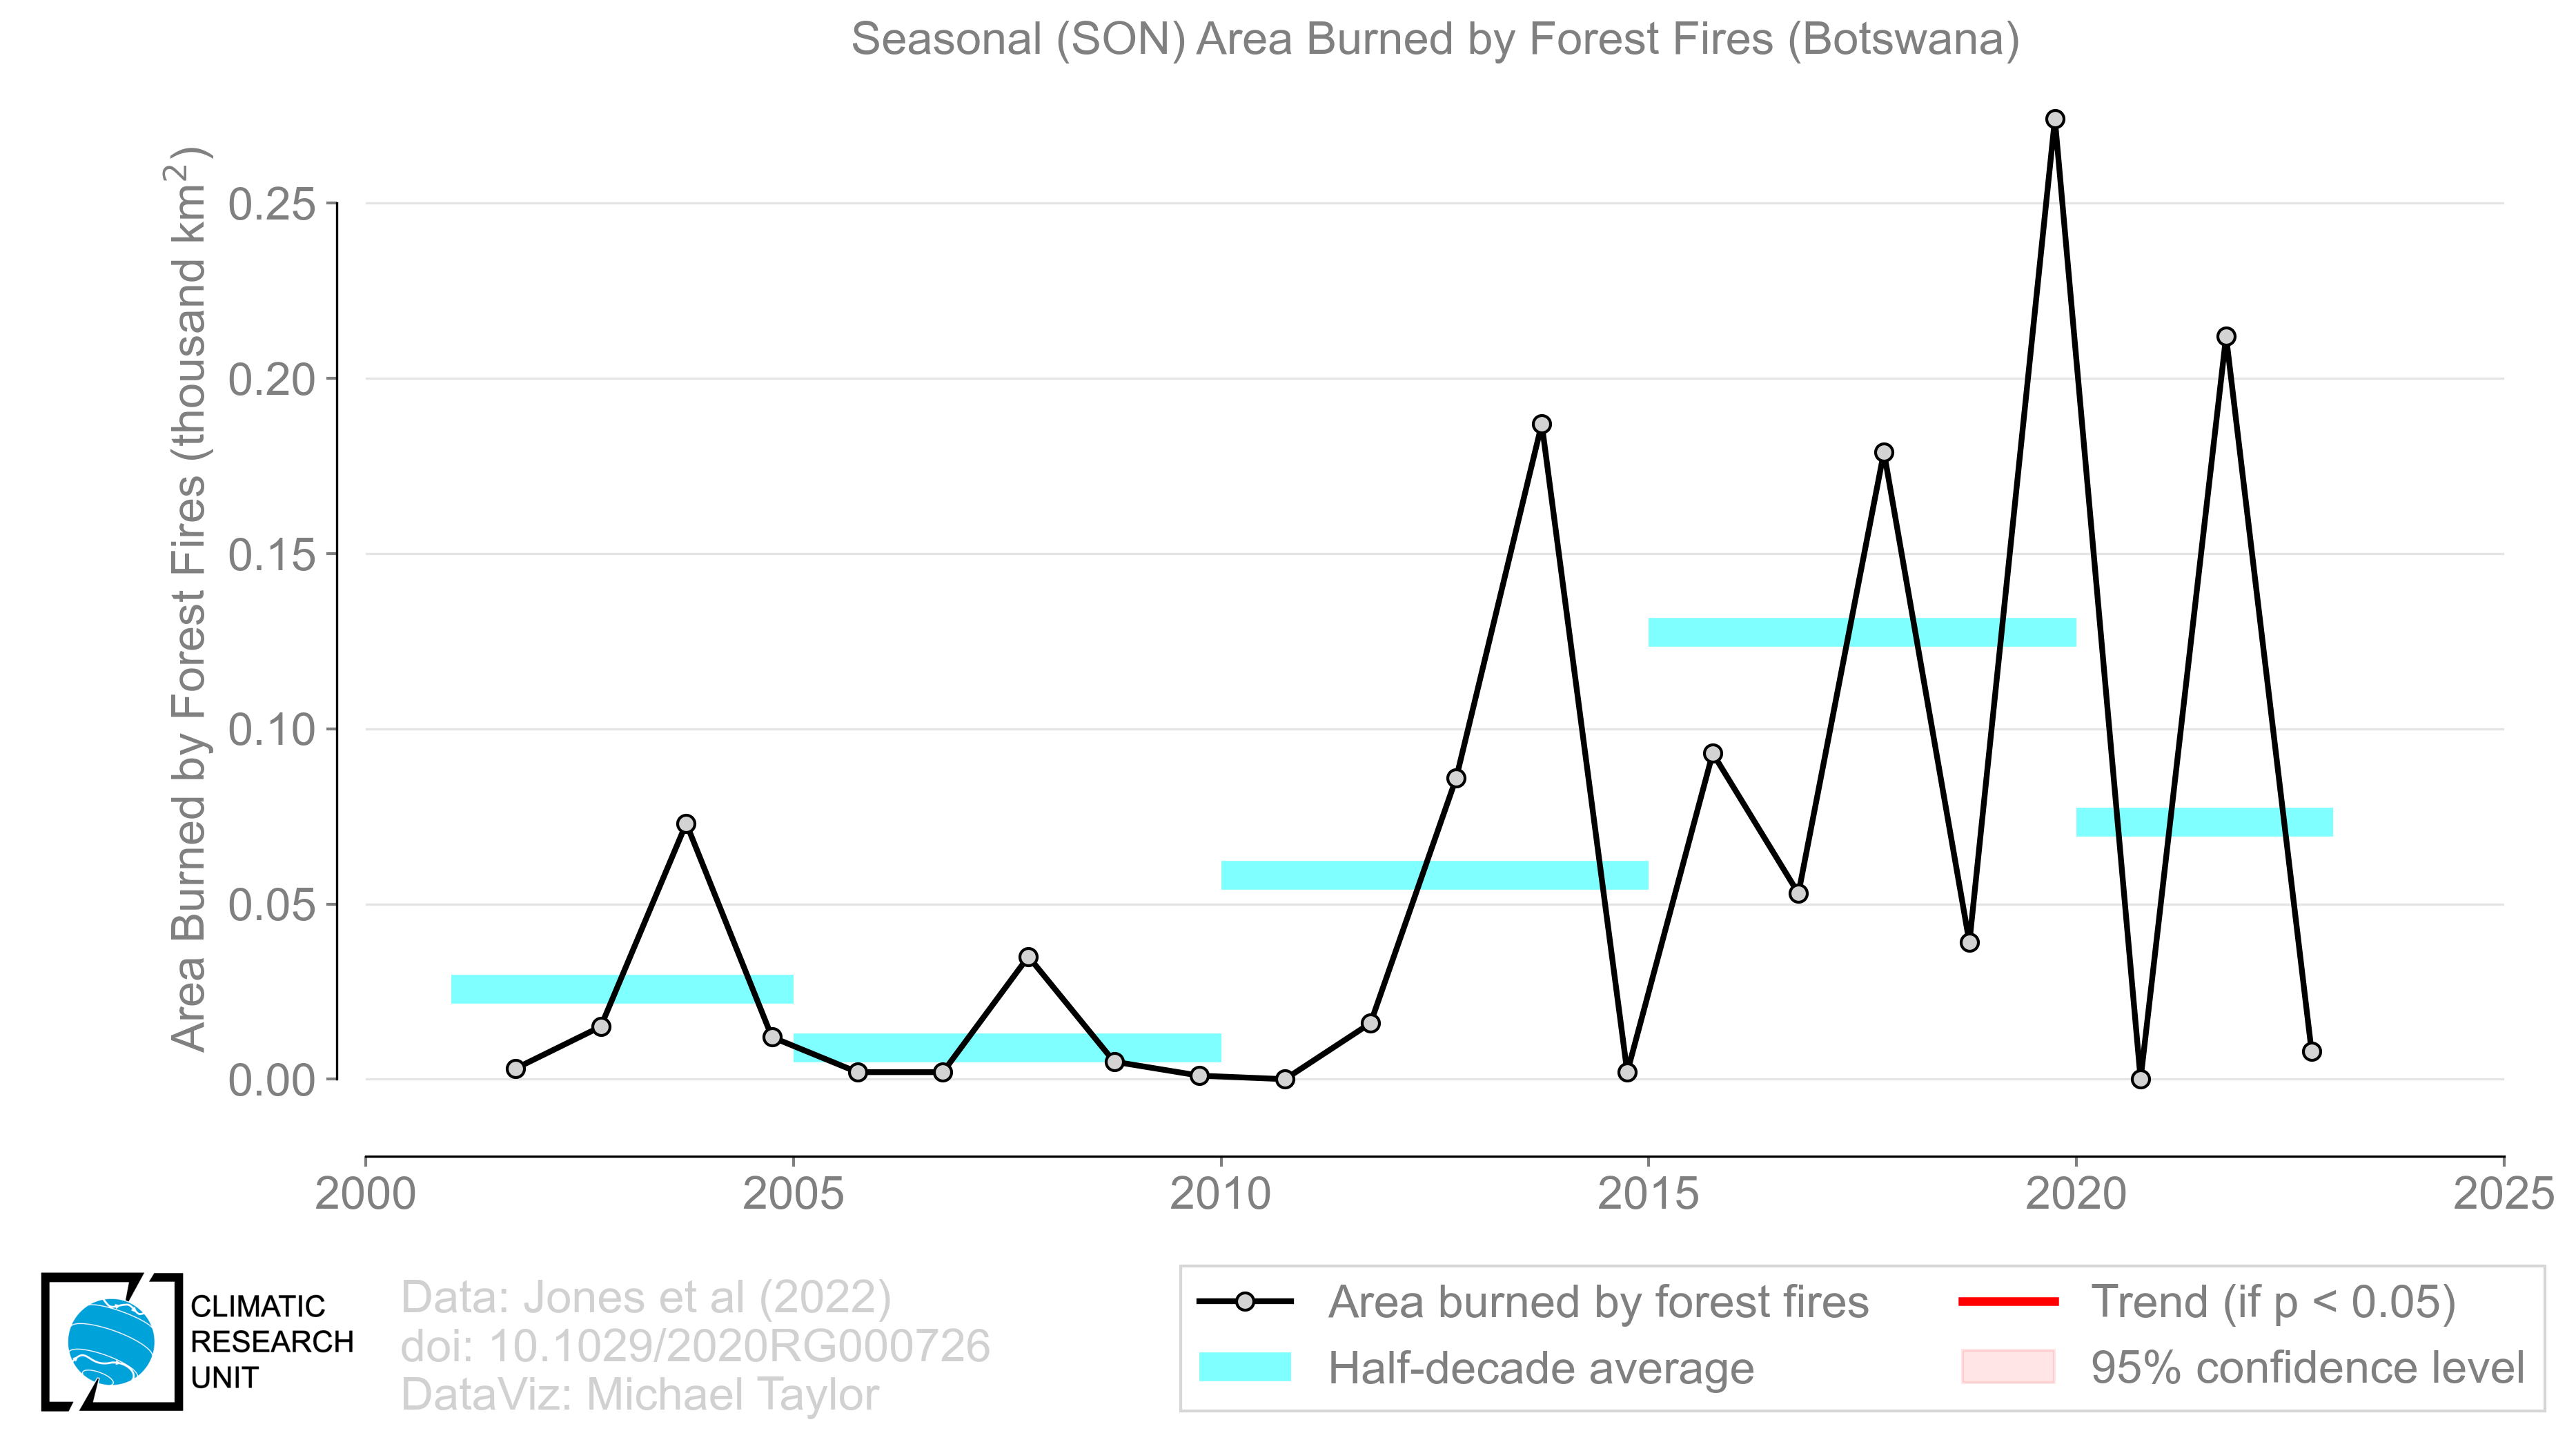 Seasonal (SON) Area Burned by Forest Fires (Botswana)
Area Burned by Forest Fires (thousand km²)
0.25
0.20
0.15
0.10
0.05
0.00
2000 2005 2010 2015 2020 2025
CLIMATIC
RESEARCH
UNIT
Data: Jones et al (2022)
doi: 10.1029/2020RG000726
DataViz: Michael Taylor
Area burned by forest fires
Half-decade average
Trend (if p < 0.05)
95% confidence level